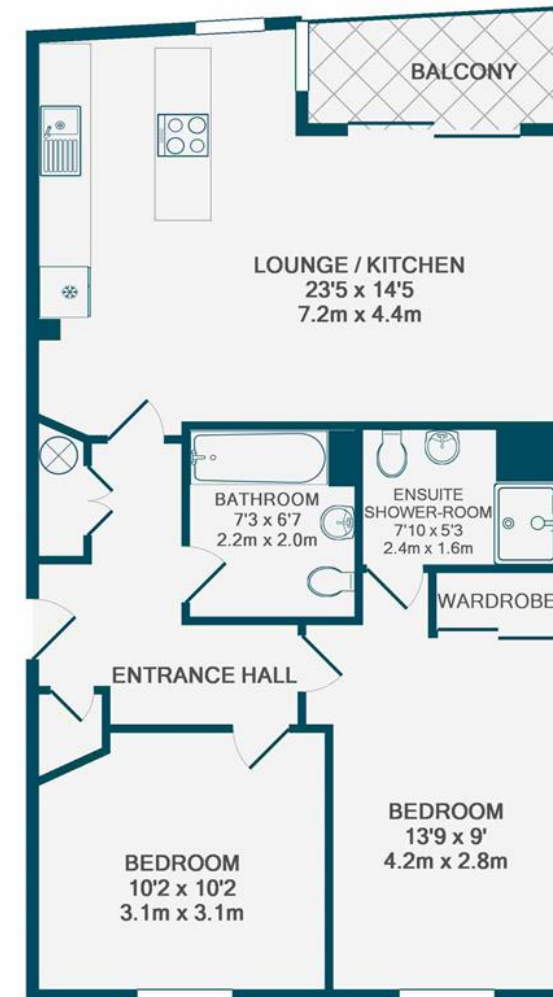 BALCONY
LOUNGE / KITCHEN
23'5 x 14'5
7.2m x 4.4m
BATHROOM
7'3 x 6'7
2.2m x 2.0m
ENSUITE
SHOWER-ROOM
7'10 x 5'3
2.4m x 1.6m
WARDROBE
ENTRANCE HALL
BEDROOM
13'9 x 9'
4.2m x 2.8m
BEDROOM
10'2 x 10'2
3.1m x 3.1m